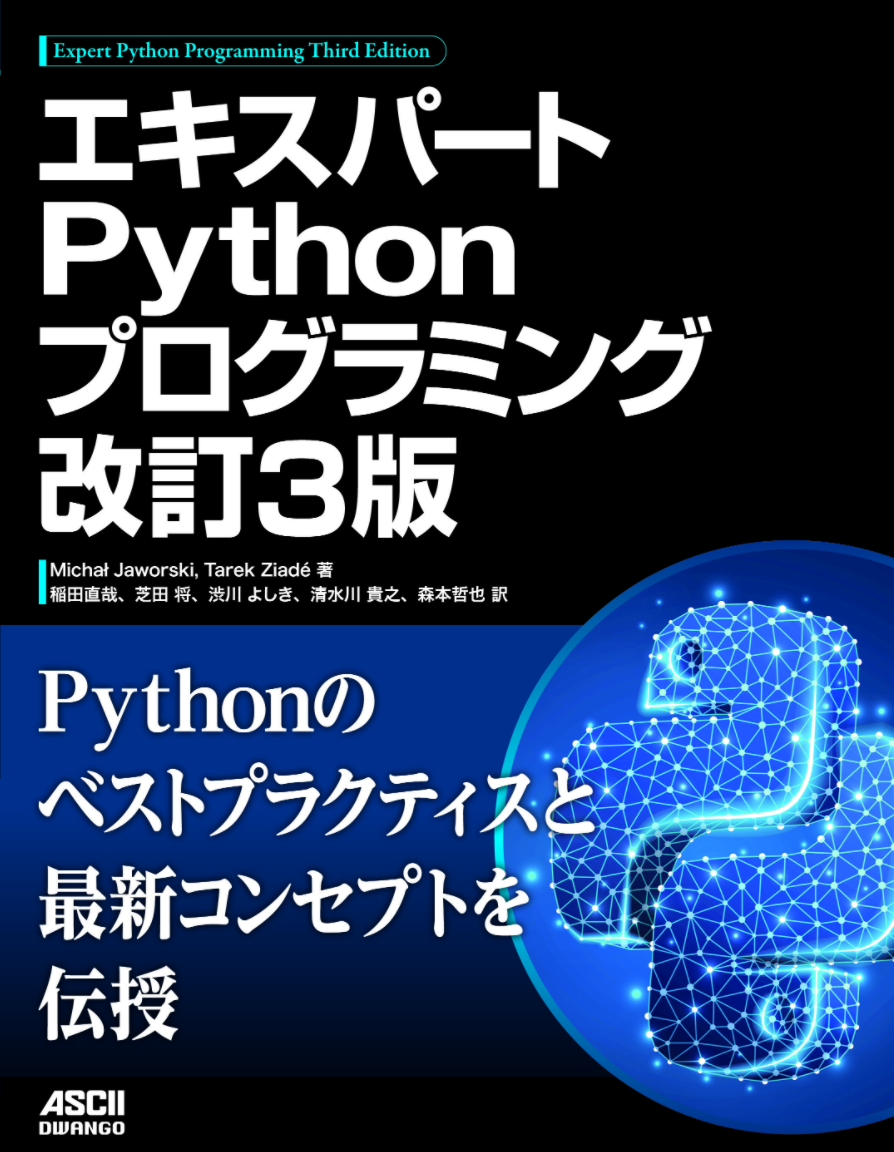 Expert Python Programming Third Edition
エキスパート
Python
プログラミング
改訂3版
Michał Jaworski, Tarek Ziadé 著
稲田直哉、芝田 将、渋川 よしき、清水川 貴之、森本哲也 訳
Pythonの
ベストプラクティスと
最新コンセプトを
伝授
ASCII
DWANGO